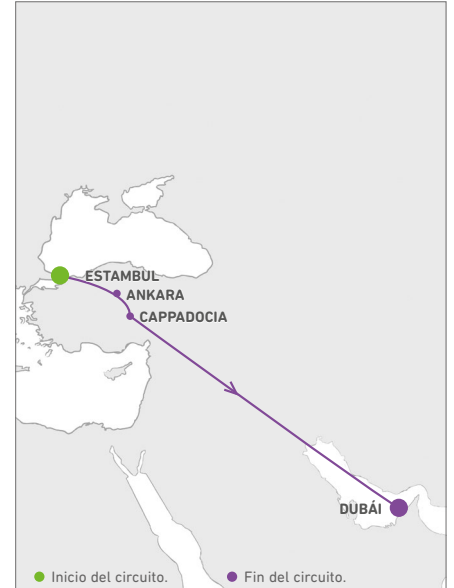 ESTAMBUL
ANKARA
CAPPADOCIA
DUBÁI
Inicio del circuito.
Fin del circuito.